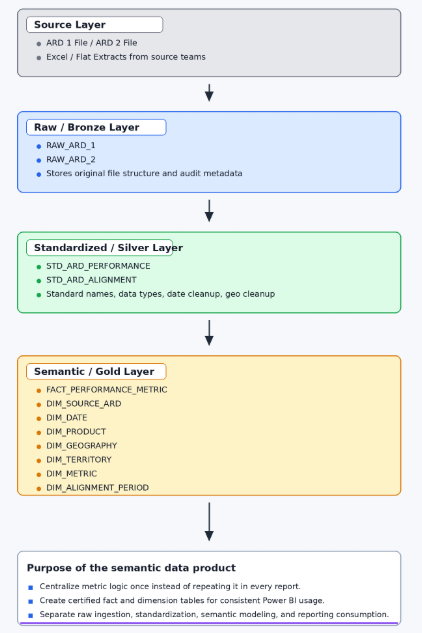 Source Layer
ARD 1 File / ARD 2 File
Excel / Flat Extracts from source teams
Raw / Bronze Layer
RAW_ARD_1
RAW_ARD_2
Stores original file structure and audit metadata
Standardized / Silver Layer
STD_ARD_PERFORMANCE
STD_ARD_ALIGNMENT
Standard names, data types, date cleanup, geo cleanup
Semantic / Gold Layer
FACT_PERFORMANCE_METRIC
DIM_SOURCE_ARD
DIM_DATE
DIM_PRODUCT
DIM_GEOGRAPHY
DIM_TERRITORY
DIM_METRIC
DIM_ALIGNMENT_PERIOD
Purpose of the semantic data product
Centralize metric logic once instead of repeating it in every report.
Create certified fact and dimension tables for consistent Power BI usage.
Separate raw ingestion, standardization, semantic modeling, and reporting consumption.